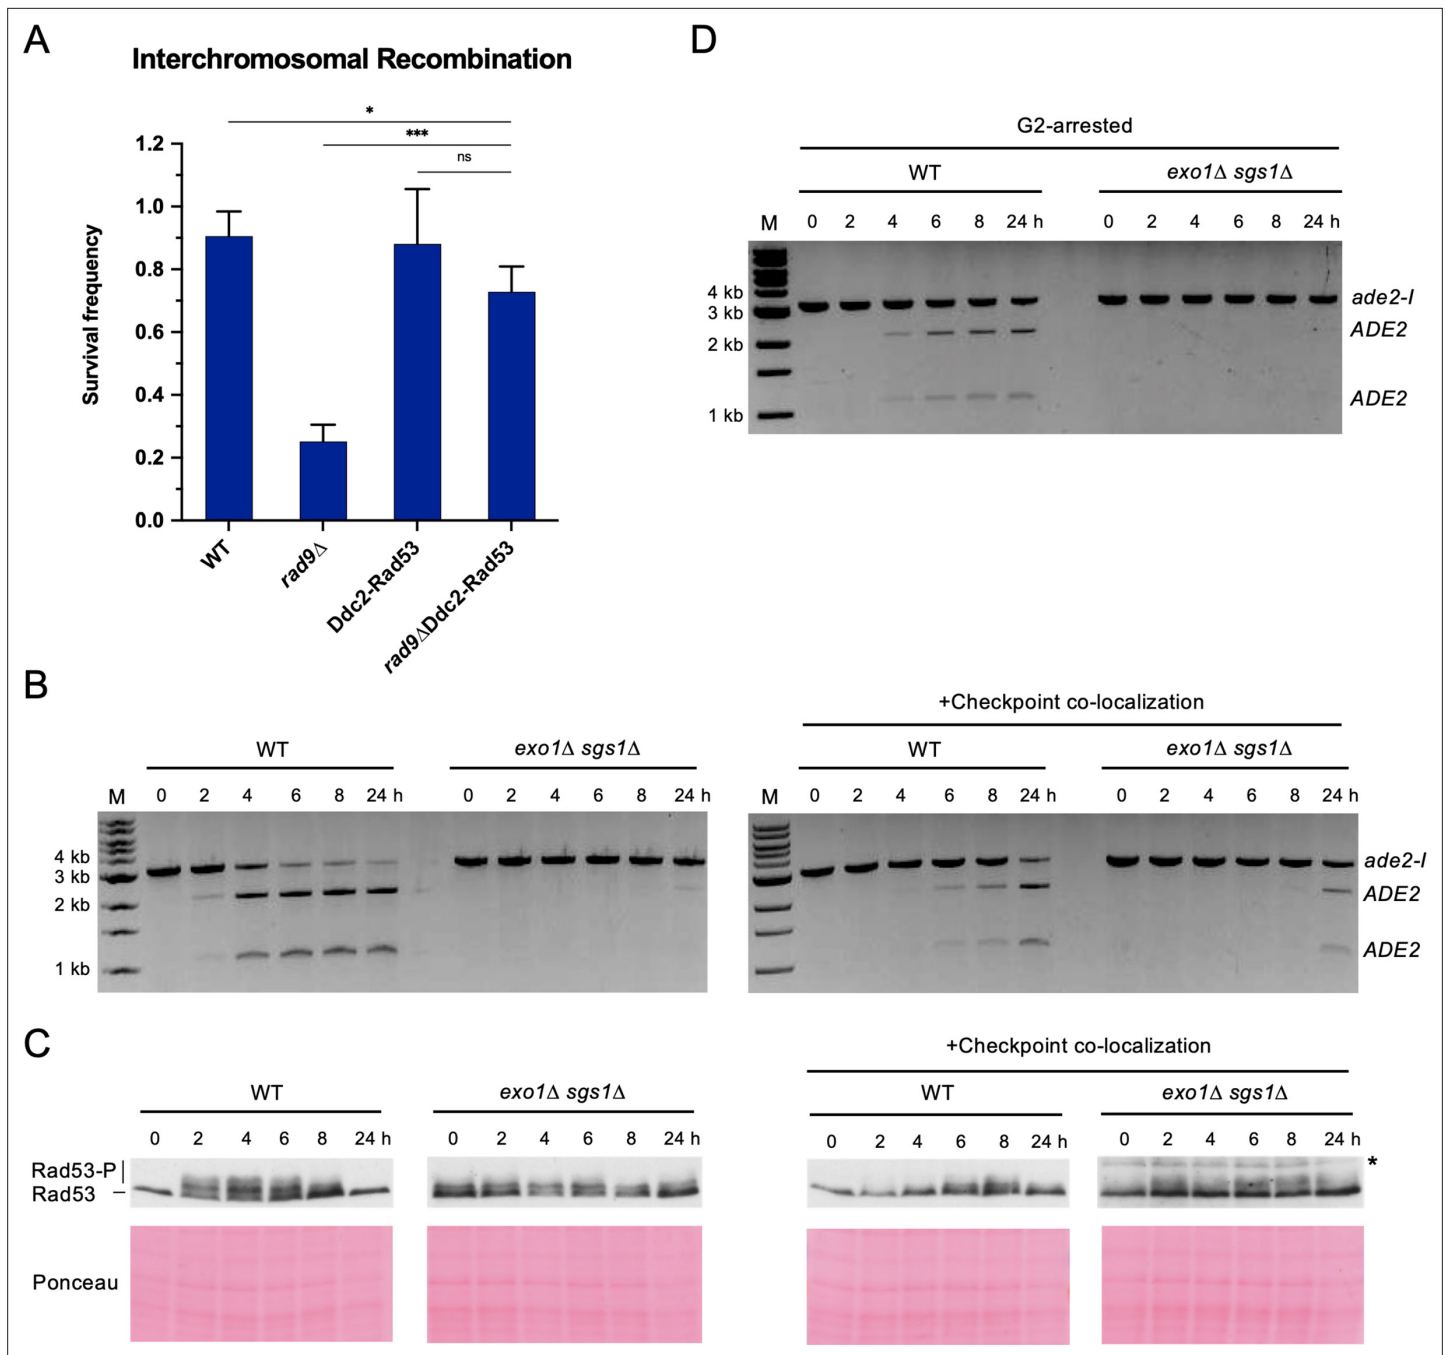 A
Interchromosomal Recombination
*
***
ns
1.2
1.0
0.8
0.6
0.4
0.2
0.0
Survival frequency
WT
rad9Δ
Ddc2-Rad53
rad9ΔDdc2-Rad53
D
G2-arrested
WT
exo1Δ sgs1Δ
M 0 2 4 6 8 24 h 0 2 4 6 8 24 h
4 kb
3 kb
2 kb
1 kb
ade2-I
ADE2
ADE2
B
WT
exo1Δ sgs1Δ
M 0 2 4 6 8 24 h 0 2 4 6 8 24 h
4 kb
3 kb
2 kb
1 kb
+Checkpoint co-localization
WT
exo1Δ sgs1Δ
M 0 2 4 6 8 24 h 0 2 4 6 8 24 h
ade2-I
ADE2
ADE2
C
WT
exo1Δ sgs1Δ
0 2 4 6 8 24 h 0 2 4 6 8 24 h
Rad53-P
Rad53
Ponceau
+Checkpoint co-localization
WT
exo1Δ sgs1Δ
0 2 4 6 8 24 h 0 2 4 6 8 24 h
*